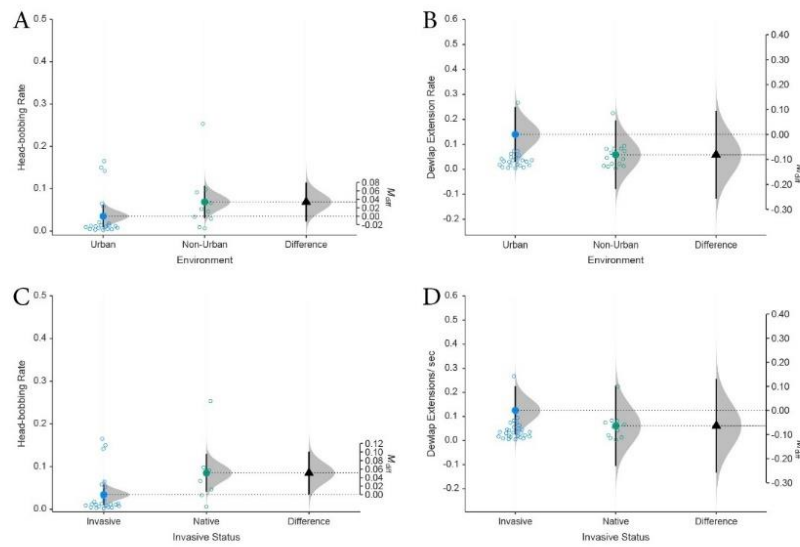 A
B
0.5
0.4
0.3
0.2
0.1
0.0
Head-bobbing Rate
0.08
0.06
0.04
0.02
0.00
-0.02
M diff
Urban
Non-Urban
Difference
Environment
0.6
0.5
0.4
0.3
0.2
0.1
0.0
-0.1
-0.2
Dewlap Extension Rate
0.40
0.30
0.20
0.10
0.00
-0.10
-0.20
-0.30
Urban
Non-Urban
Difference
Environment
C
D
0.5
0.4
0.3
0.2
0.1
0.0
Head-bobbing Rate
0.12
0.10
0.08
0.06
0.04
0.02
0.00
M diff
Invasive
Native
Difference
Invasive Status
0.6
0.5
0.4
0.3
0.2
0.1
0.0
-0.1
-0.2
Dewlap Extensions/ sec
0.40
0.30
0.20
0.10
0.00
-0.10
-0.20
-0.30
Invasive
Native
Difference
Invasive Status